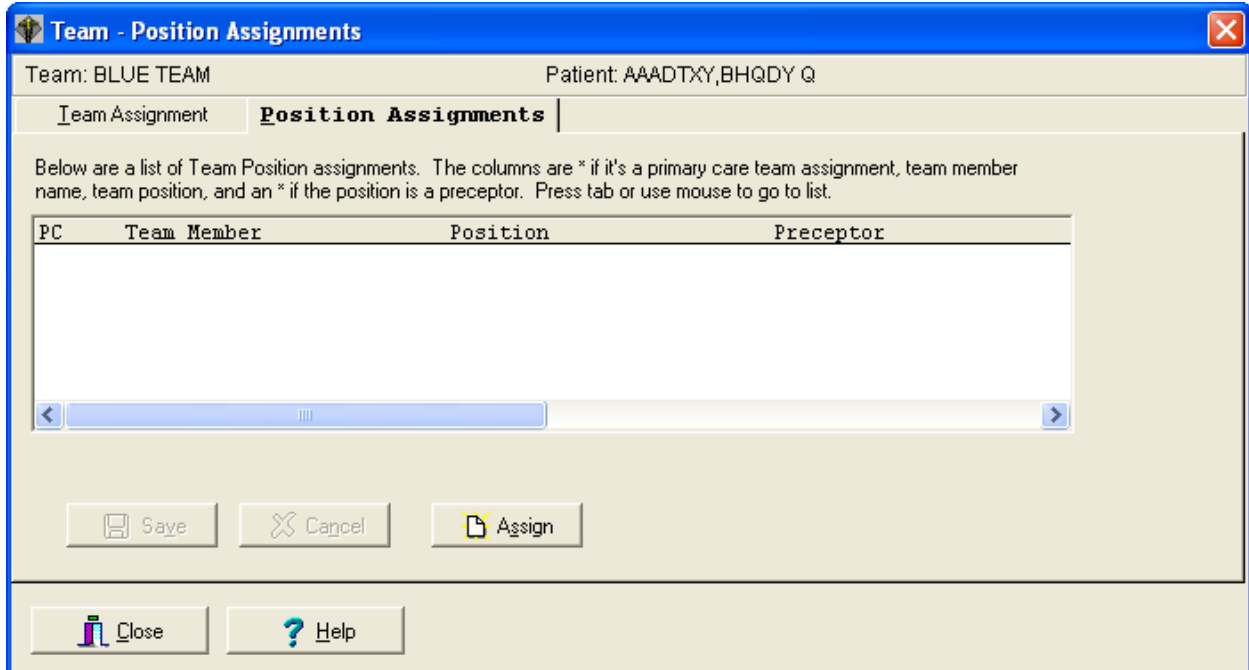 Team - Position Assignments
Team: BLUE TEAM Patient: AAADTXY,BHQDY Q
Team Assignment Position Assignments
Below are a list of Team Position assignments. The columns are * if it's a primary care team assignment, team member
name, team position, and an * if the position is a preceptor. Press tab or use mouse to go to list.
PC Team Member Position Preceptor
Save Cancel Assign
Close Help